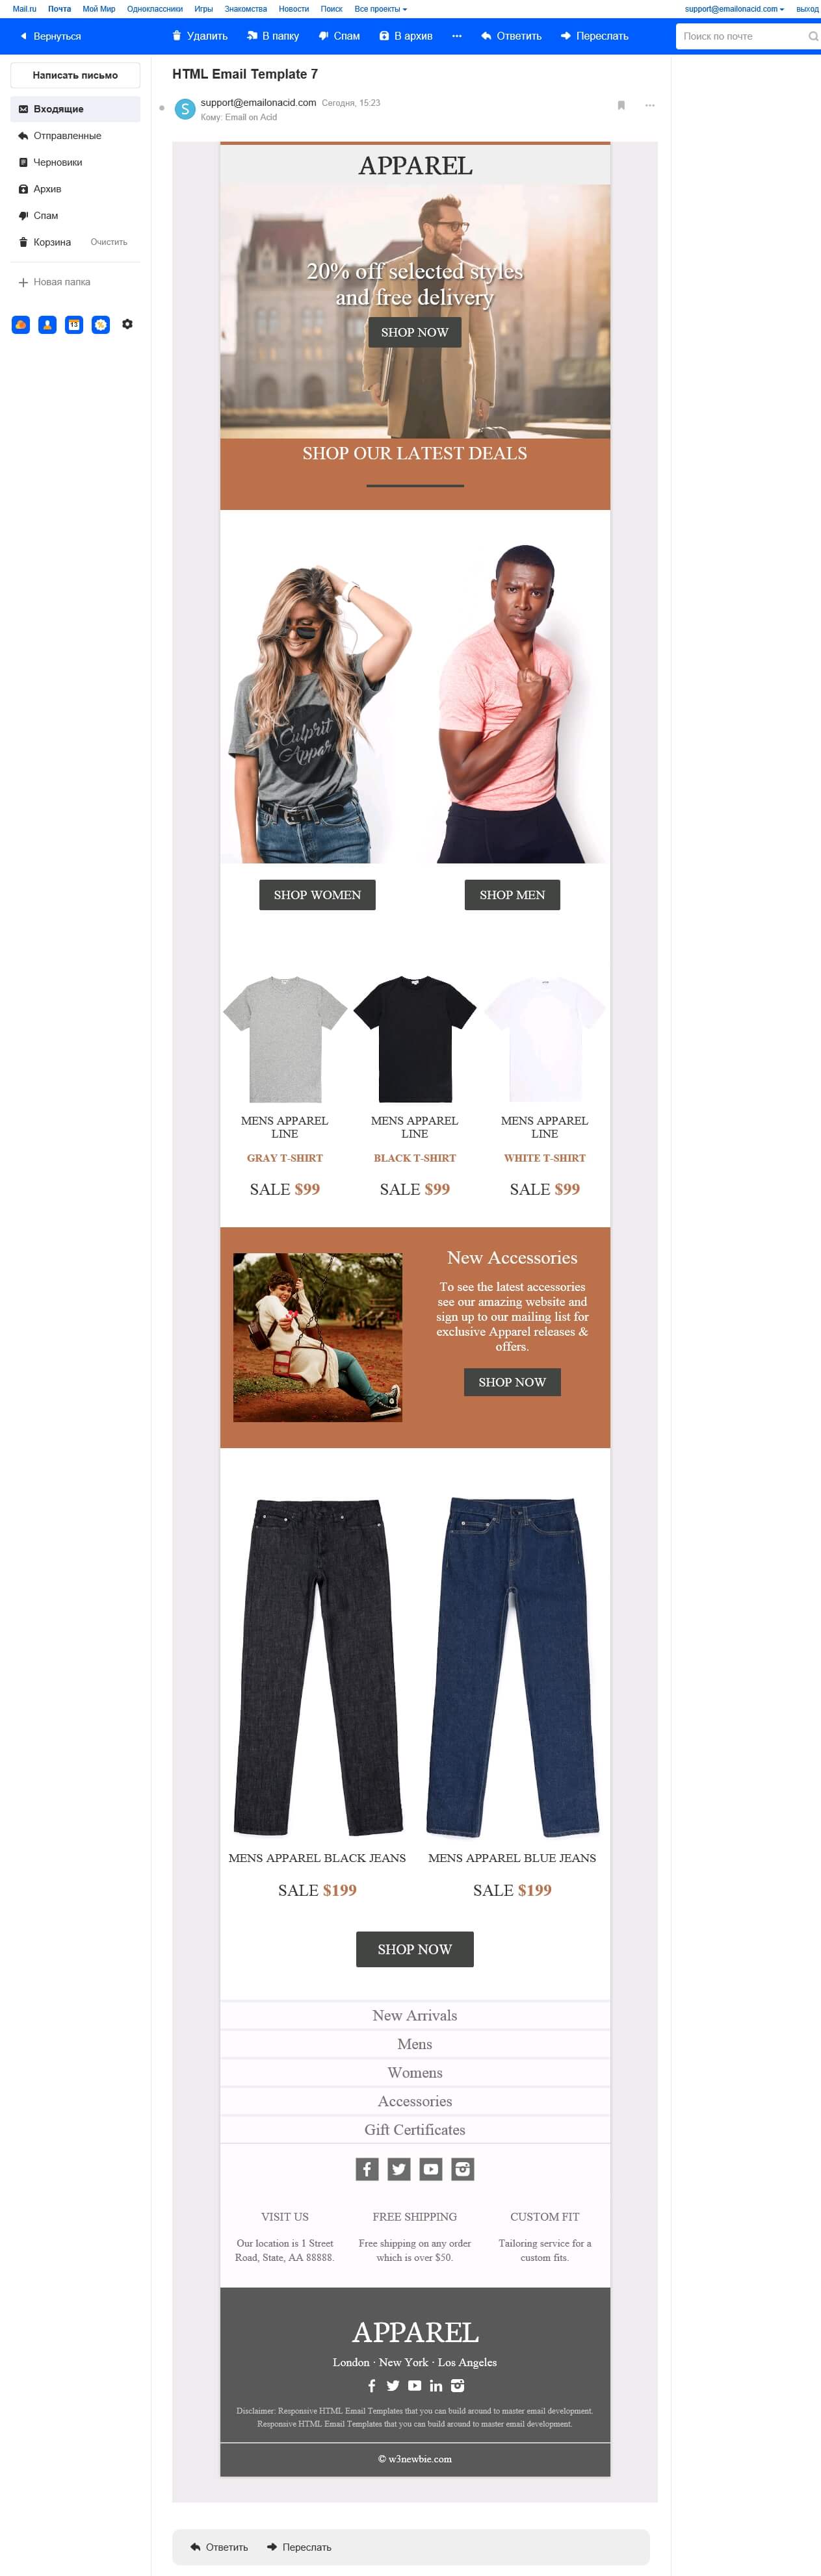 Mail.ru Почта Мой Мир Одноклассники Игры Знакомства Новости Поиск Все проекты support@emailonacid.com выход
Вернуться Удалить В папку Спам В архив Ответить Переслать Поиск по почте
Написать письмо
Входящие
Отправленные
Черновики
Архив
Спам
Корзина Очистить
Новая папка
13
HTML Email Template 7
S support@emailonacid.com Сегодня, 15:23
Кому: Email on Acid
APPAREL
20% off selected styles
and free delivery
SHOP NOW
SHOP OUR LATEST DEALS
Culprit
Appar
SHOP WOMEN SHOP MEN
MENS APPAREL LINE
GRAY T-SHIRT
SALE $99
MENS APPAREL LINE
BLACK T-SHIRT
SALE $99
MENS APPAREL LINE
WHITE T-SHIRT
SALE $99
New Accessories
To see the latest accessories
see our amazing website and
sign up to our mailing list for
exclusive Apparel releases &
offers.
SHOP NOW
MENS APPAREL BLACK JEANS
SALE $199
MENS APPAREL BLUE JEANS
SALE $199
SHOP NOW
New Arrivals
Mens
Womens
Accessories
Gift Certificates
VISIT US
Our location is 1 Street
Road, State, AA 88888.
FREE SHIPPING
Free shipping on any order
which is over $50.
CUSTOM FIT
Tailoring service for a
custom fits.
APPAREL
London · New York · Los Angeles
Disclaimer: Responsive HTML Email Templates that you can build around to master email development.
Responsive HTML Email Templates that you can build around to master email development.
© w3newbie.com
Ответить Переслать